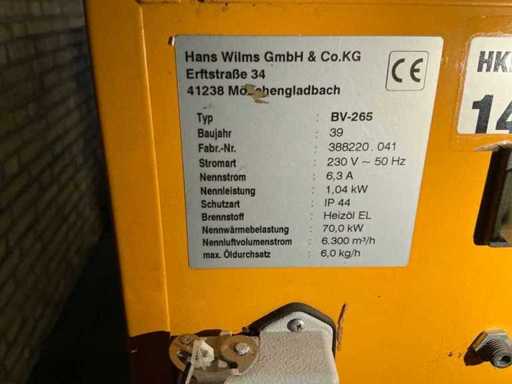 Hans Wilms GmbH & Co.KG
Erftstraße 34
41238 Mönchengladbach
Typ : BV-265
Baujahr : 39
Fabr.-Nr. : 388220.041
Stromart : 230 V ~ 50 Hz
Nennstrom : 6,3 A
Nennleistung : 1,04 kW
Schutzart : IP 44
Brennstoff : Heizöl EL
Nennwärmebelastung : 70,0 kW
Nennluftvolumenstrom : 6.300 m³/h
max. Öldurchsatz : 6,0 kg/h
CE